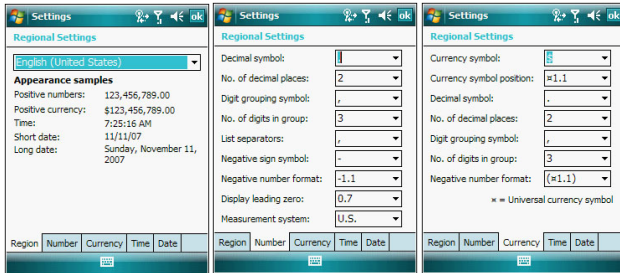 Settings ok
Regional Settings
English (United States)
Appearance samples
Positive numbers: 123,456,789.00
Positive currency: $123,456,789.00
Time: 7:25:16 AM
Short date: 11/11/07
Long date: Sunday, November 11,
2007
Region Number Currency Time Date
Settings ok
Regional Settings
Decimal symbol: .
No. of decimal places: 2
Digit grouping symbol: ,
No. of digits in group: 3
List separators: ,
Negative sign symbol: -
Negative number format: -1.1
Display leading zero: 0.7
Measurement system: U.S.
Region Number Currency Time Date
Settings ok
Regional Settings
Currency symbol: $
Currency symbol position: ¤1.1
Decimal symbol: .
No. of decimal places: 2
Digit grouping symbol: ,
No. of digits in group: 3
Negative number format: (¤1.1)
¤ = Universal currency symbol
Region Number Currency Time Date